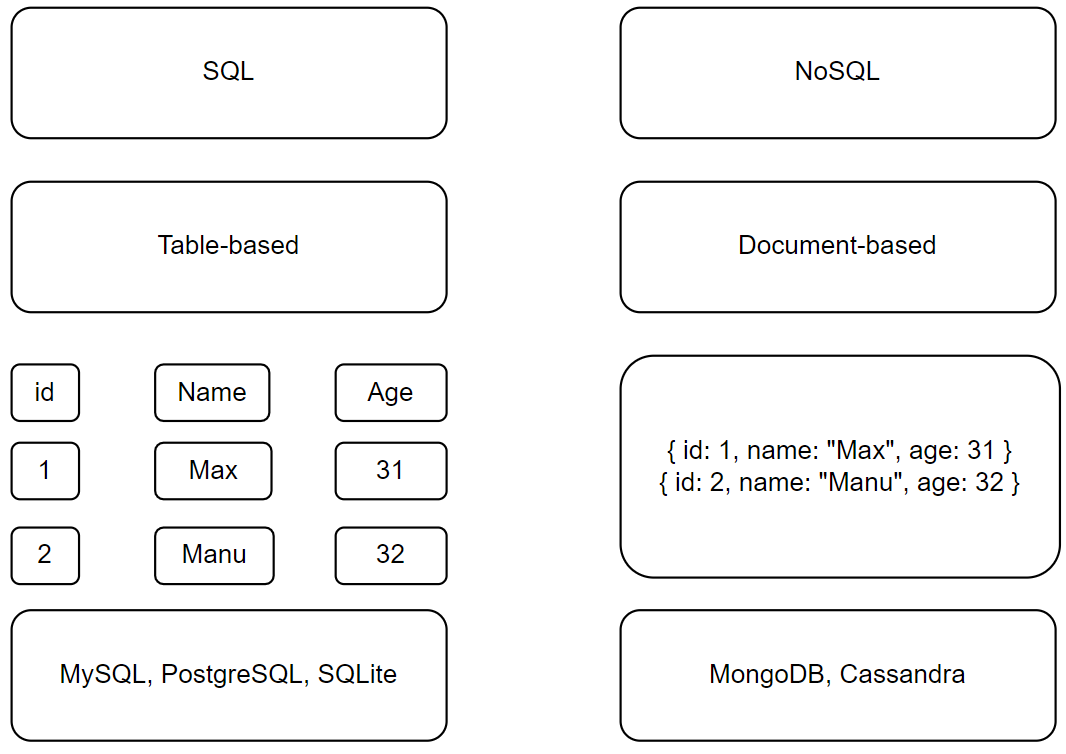 SQL
NoSQL
Table-based
Document-based
id Name Age
1 Max 31
2 Manu 32
{ id: 1, name: "Max", age: 31 }
{ id: 2, name: "Manu", age: 32 }
MySQL, PostgreSQL, SQLite
MongoDB, Cassandra